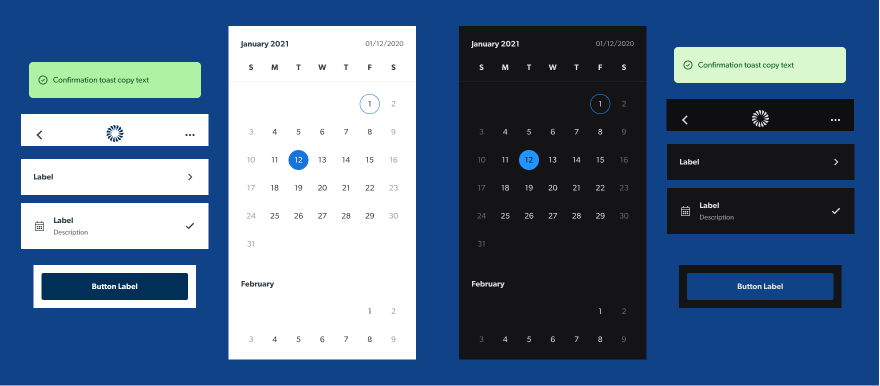 Confirmation toast copy text
Label
Label
Description
Button Label
January 2021 01/12/2020
S M T W T F S
1 2
3 4 5 6 7 8 9
10 11 12 13 14 15 16
17 18 19 20 21 22 23
24 25 26 27 28 29 30
31
February
1 2
3 4 5 6 7 8 9
January 2021 01/12/2020
S M T W T F S
1 2
3 4 5 6 7 8 9
10 11 12 13 14 15 16
17 18 19 20 21 22 23
24 25 26 27 28 29 30
31
February
1 2
3 4 5 6 7 8 9
Confirmation toast copy text
Label
Label
Description
Button Label